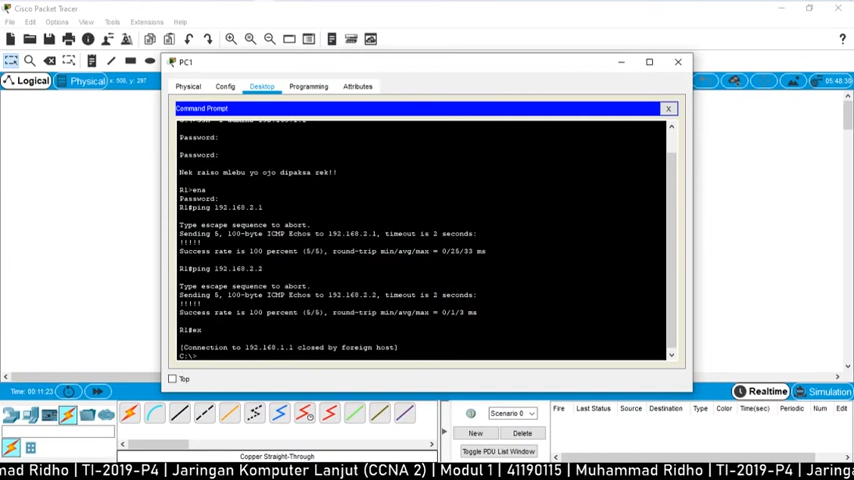 Cisco Packet Tracer
File Edit Options View Tools Extensions Help
Logical
Physical x: 908, y: 297
05:48:30
PC1
Physical Config Desktop Programming Attributes
Command Prompt
X
Password:
Password:
Nek raiso mlebu yo ojo dipaksa rek!!
R1>ena
Password:
R1#ping 192.168.2.1
Type escape sequence to abort.
Sending 5, 100-byte ICMP Echos to 192.168.2.1, timeout is 2 seconds:
!!!!!
Success rate is 100 percent (5/5), round-trip min/avg/max = 0/25/33 ms
R1#ping 192.168.2.2
Type escape sequence to abort.
Sending 5, 100-byte ICMP Echos to 192.168.2.2, timeout is 2 seconds:
!!!!!
Success rate is 100 percent (5/5), round-trip min/avg/max = 0/1/3 ms
R1#ex
[Connection to 192.168.1.1 closed by foreign host]
C:\>
Top
Time: 00:11:23
Realtime
Simulation
Scenario 0
New Delete
Toggle PDU List Window
Fire Last Status Source Destination Type Color Time(sec) Periodic Num Edit
Copper Straight-Through
mad Ridho | TI-2019-P4 | Jaringan Komputer Lanjut (CCNA 2) | Modul 1 | 41190115 | Muhammad Ridho | TI-2019-P4 | Jaringa